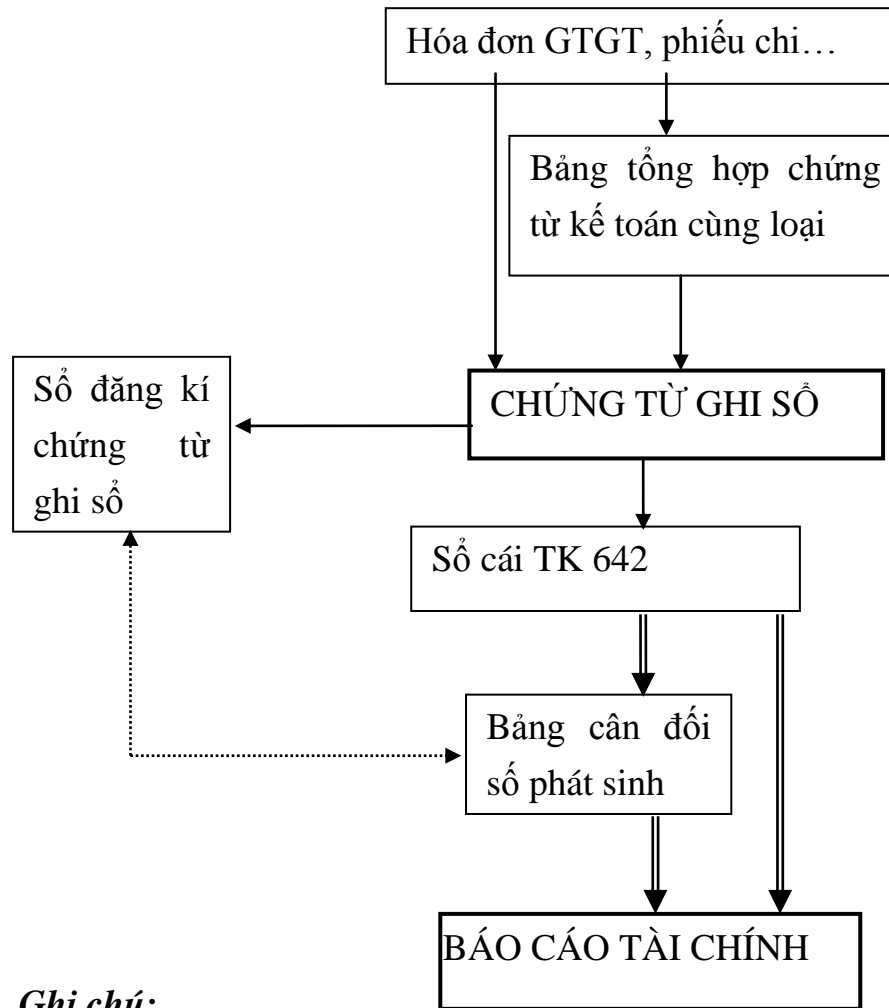 Hóa đơn GTGT, phiếu chi…
Bảng tổng hợp chứng
từ kế toán cùng loại
Sổ đăng kí
chứng từ
ghi sổ
CHỨNG TỪ GHI SỔ
Sổ cái TK 642
Bảng cân đối
số phát sinh
BÁO CÁO TÀI CHÍNH
Ghi chú: